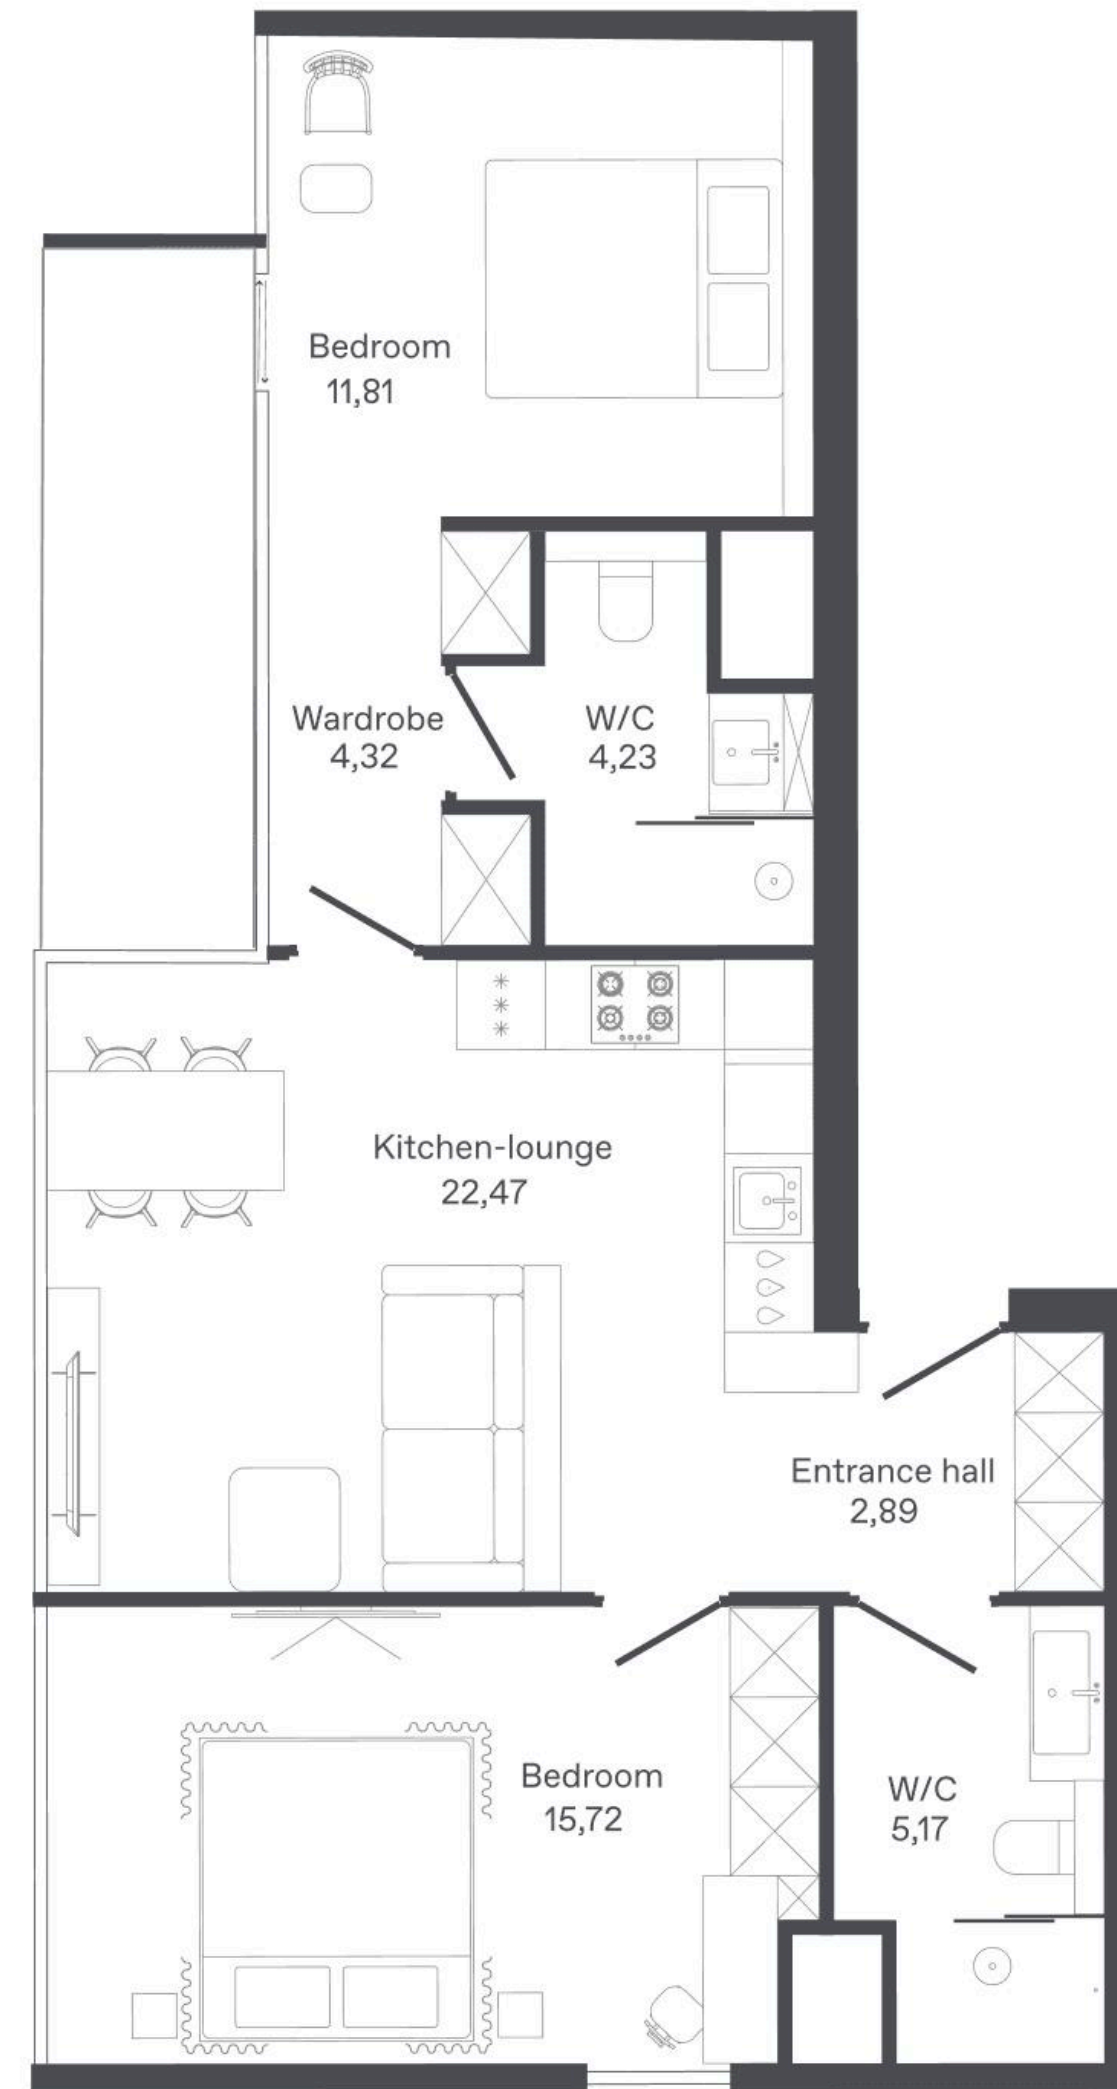 Bedroom
11,81
Wardrobe
4,32
W/C
4,23
Kitchen-lounge
22,47
Entrance hall
2,89
Bedroom
15,72
W/C
5,17